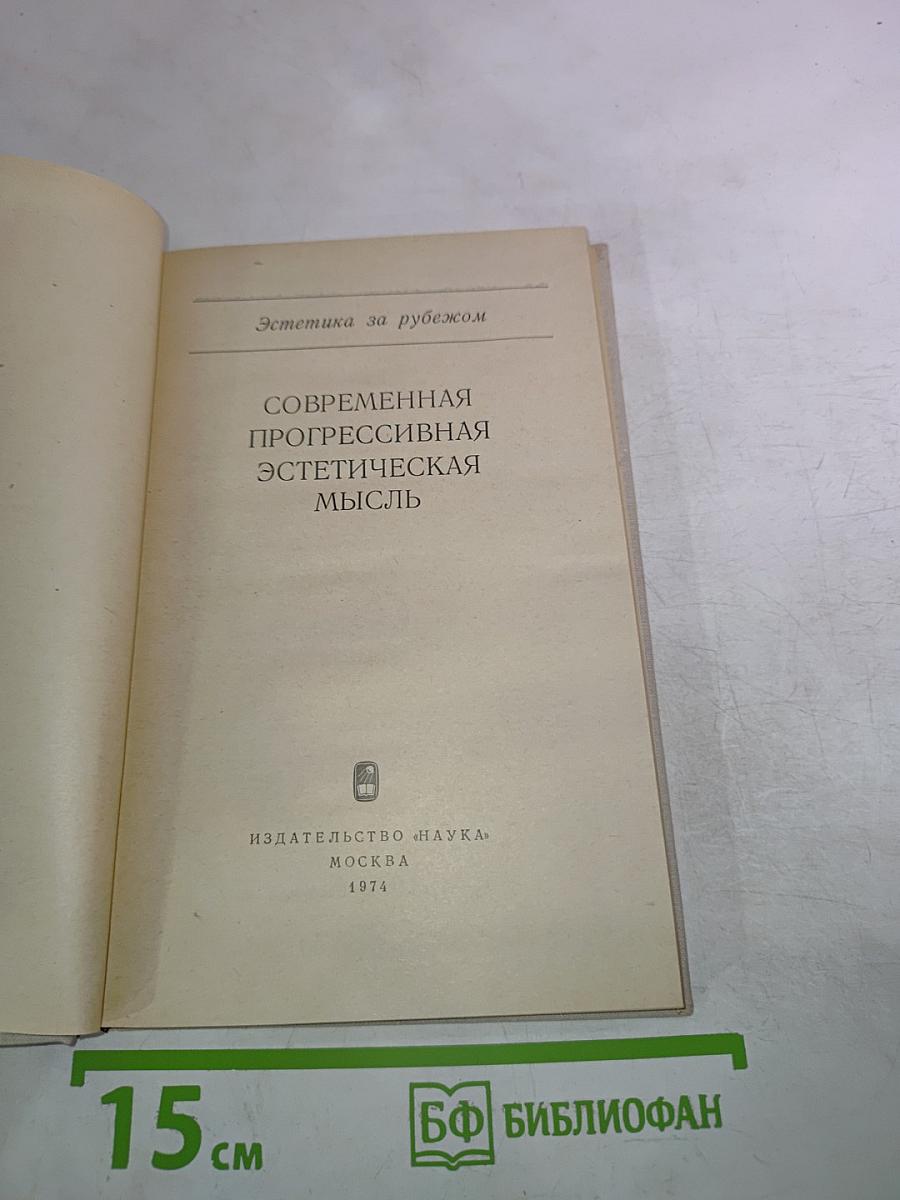 Эстетика за рубежом
СОВРЕМЕННАЯ
ПРОГРЕССИВНАЯ
ЭСТЕТИЧЕСКАЯ
МЫСЛЬ
ИЗДАТЕЛЬСТВО «НАУКА»
МОСКВА
1974
15 см
БФ БИБЛИОФАН